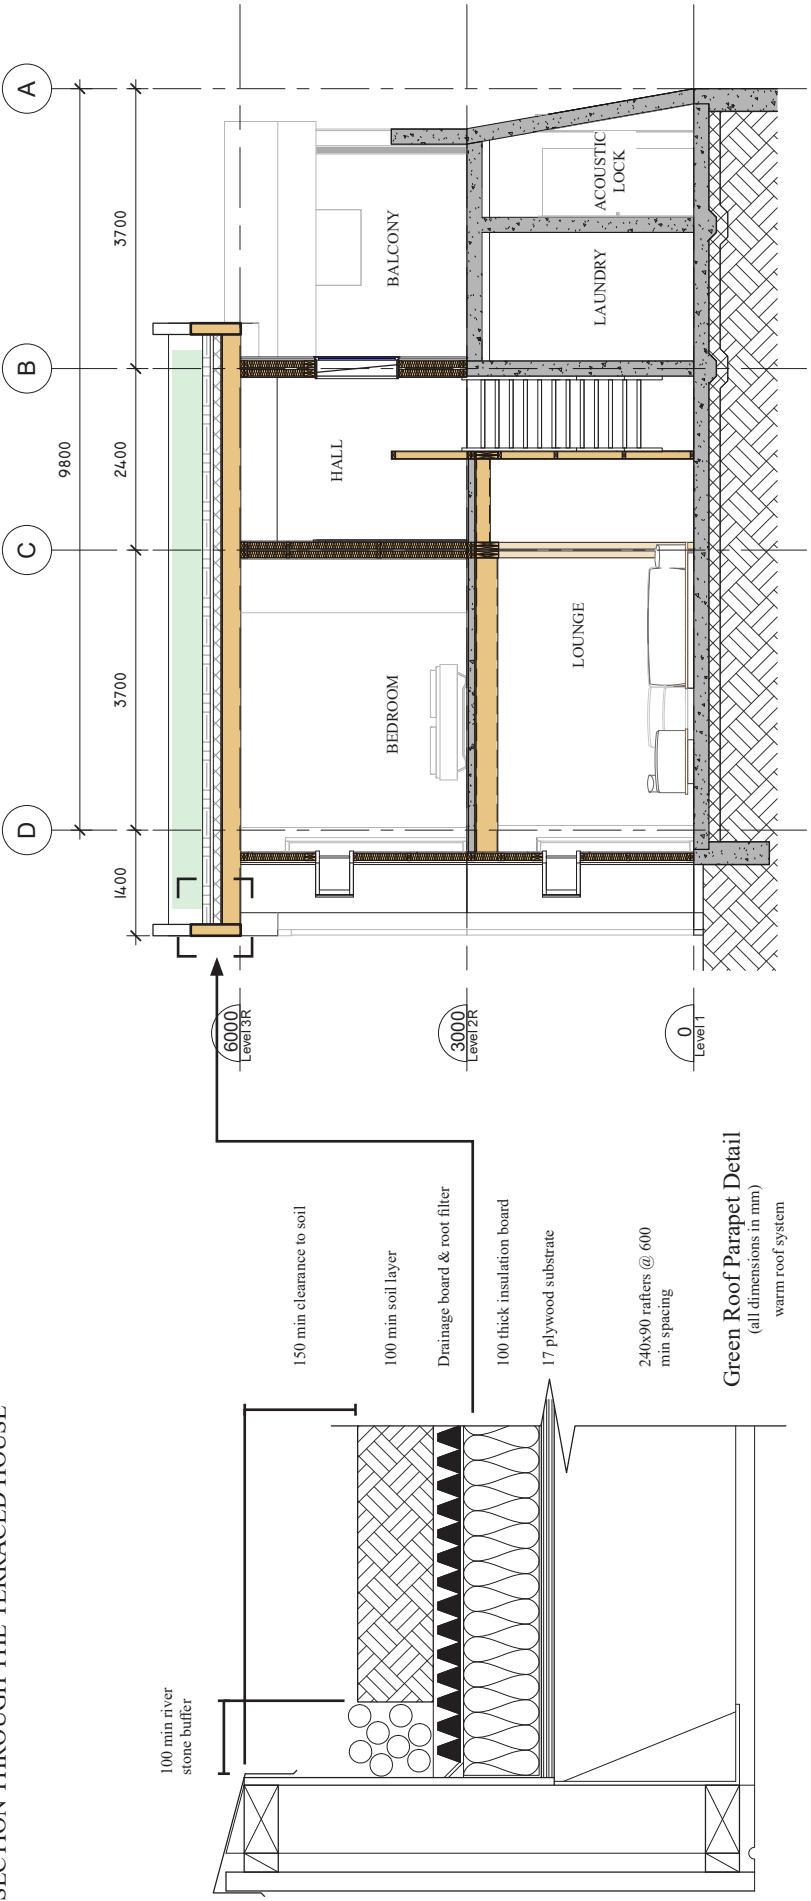 SECTION THROUGH THE TERRACED HOUSE
A
B
C
D
9800
3700
2400
3700
1400
BALCONY
ACOUSTIC
LOCK
LAUNDRY
HALL
BEDROOM
LOUNGE
6000
Level 3R
3000
Level 2R
0
Level 1
100 min river
stone buffer
150 min clearance to soil
100 min soil layer
Drainage board & root filter
100 thick insulation board
17 plywood substrate
240x90 rafters @ 600
min spacing
Green Roof Parapet Detail
(all dimensions in mm)
warm roof system